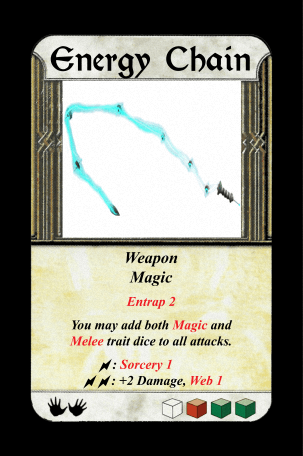 Energy Chain
Weapon
Magic
Entrap 2
You may add both Magic and
Melee trait dice to all attacks.
: Sorcery 1
: +2 Damage, Web 1